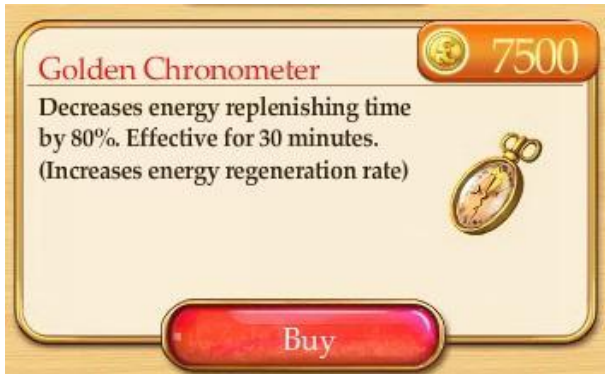 7500
Golden Chronometer
Decreases energy replenishing time
by 80%. Effective for 30 minutes.
(Increases energy regeneration rate)
Buy